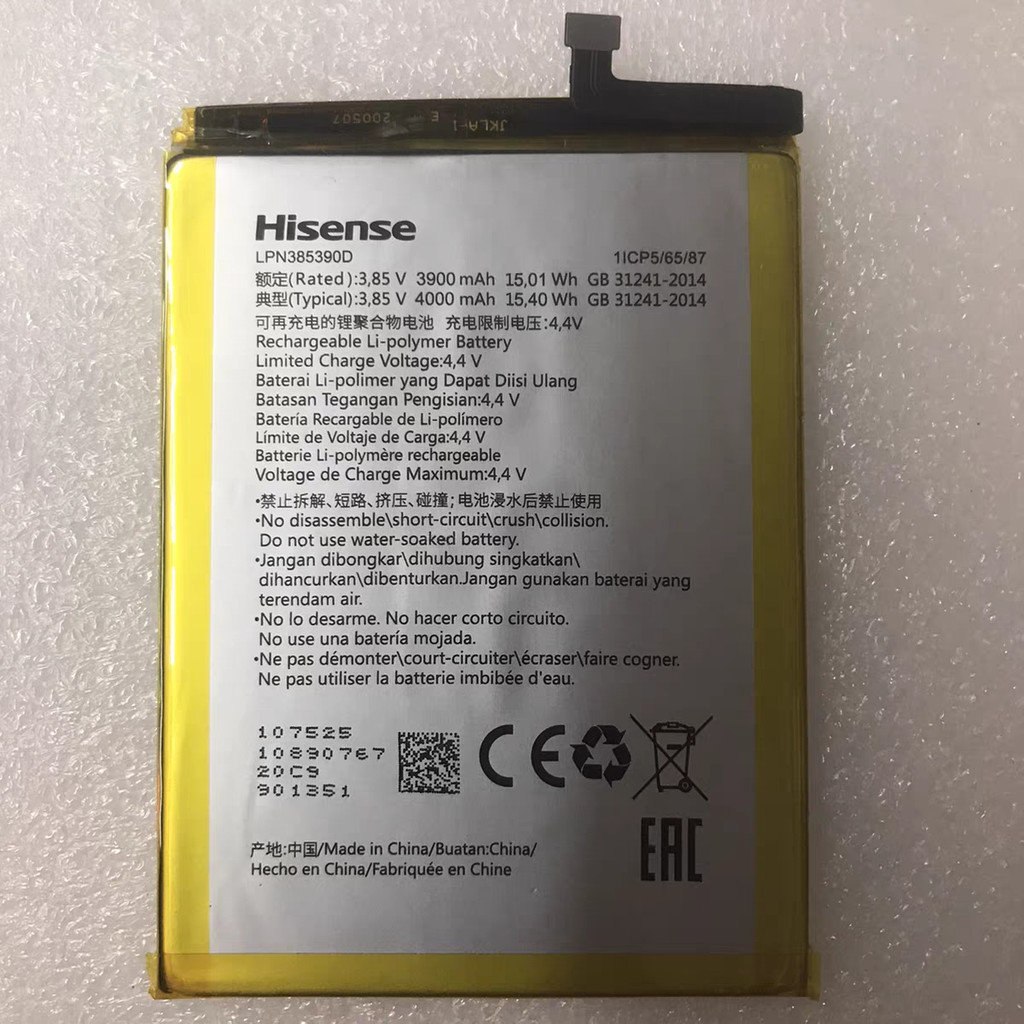 JKLA-1 E 200507
Hisense
LPN385390D 1ICP5/65/87
额定(Rated):3,85 V 3900 mAh 15,01 Wh GB 31241-2014
典型(Typical):3,85 V 4000 mAh 15,40 Wh GB 31241-2014
可再充电的锂聚合物电池 充电限制电压:4,4V
Rechargeable Li-polymer Battery
Limited Charge Voltage:4,4 V
Baterai Li-polimer yang Dapat Diisi Ulang
Batasan Tegangan Pengisian:4,4 V
Batería Recargable de Li-polímero
Límite de Voltaje de Carga:4,4 V
Batterie Li-polymère rechargeable
Voltage de Charge Maximum:4,4 V
•禁止拆解、短路、挤压、碰撞；电池浸水后禁止使用
•No disassemble\short-circuit\crush\collision.
Do not use water-soaked battery.
•Jangan dibongkar\dihubung singkatkan\
dihancurkan\dibenturkan.Jangan gunakan baterai yang
terendam air.
•No lo desarme. No hacer corto circuito.
No use una batería mojada.
•Ne pas démonter\court-circuiter\écraser\faire cogner.
Ne pas utiliser la batterie imbibée d'eau.
107525
10890767
20C9
901351
CE
EAC
产地:中国/Made in China/Buatan:China/
Hecho en China/Fabriquée en Chine